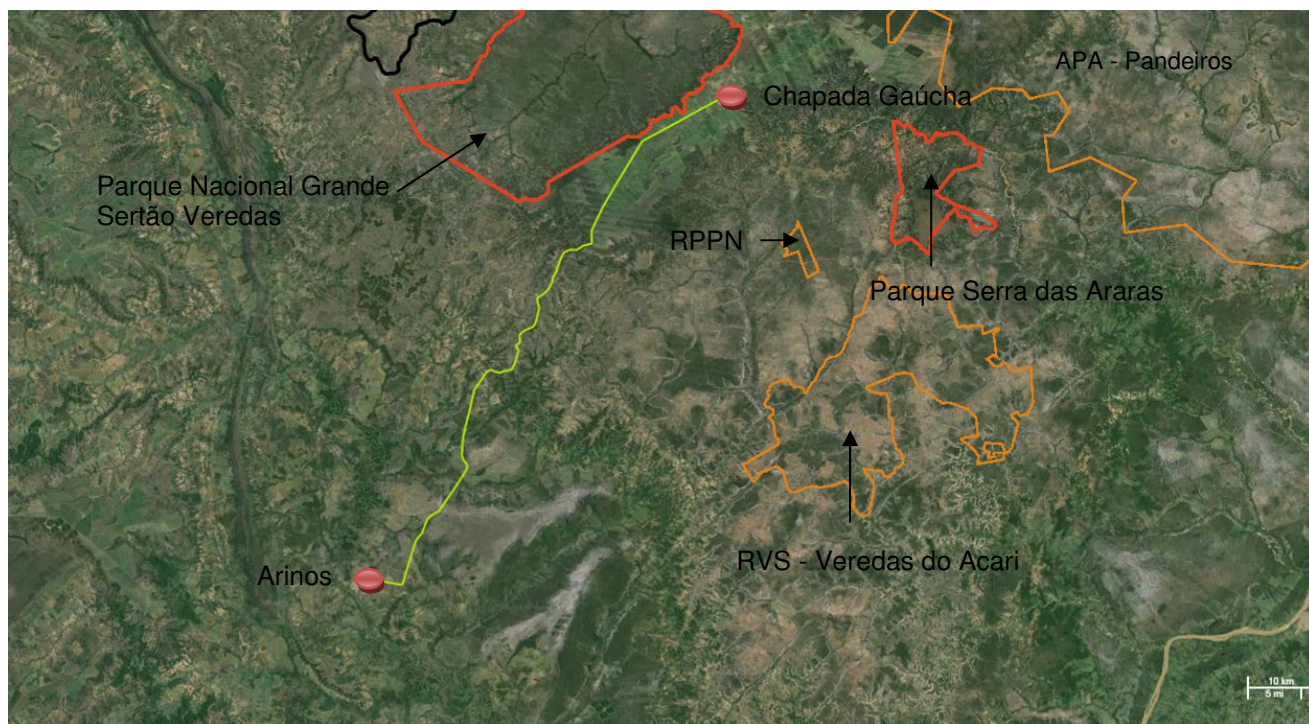 APA - Pandeiros
Chapada Gaúcha
Parque Nacional Grande
Sertão Veredas
RPPN
Parque Serra das Araras
RVS - Veredas do Acari
Arinos
10 km
5 mi